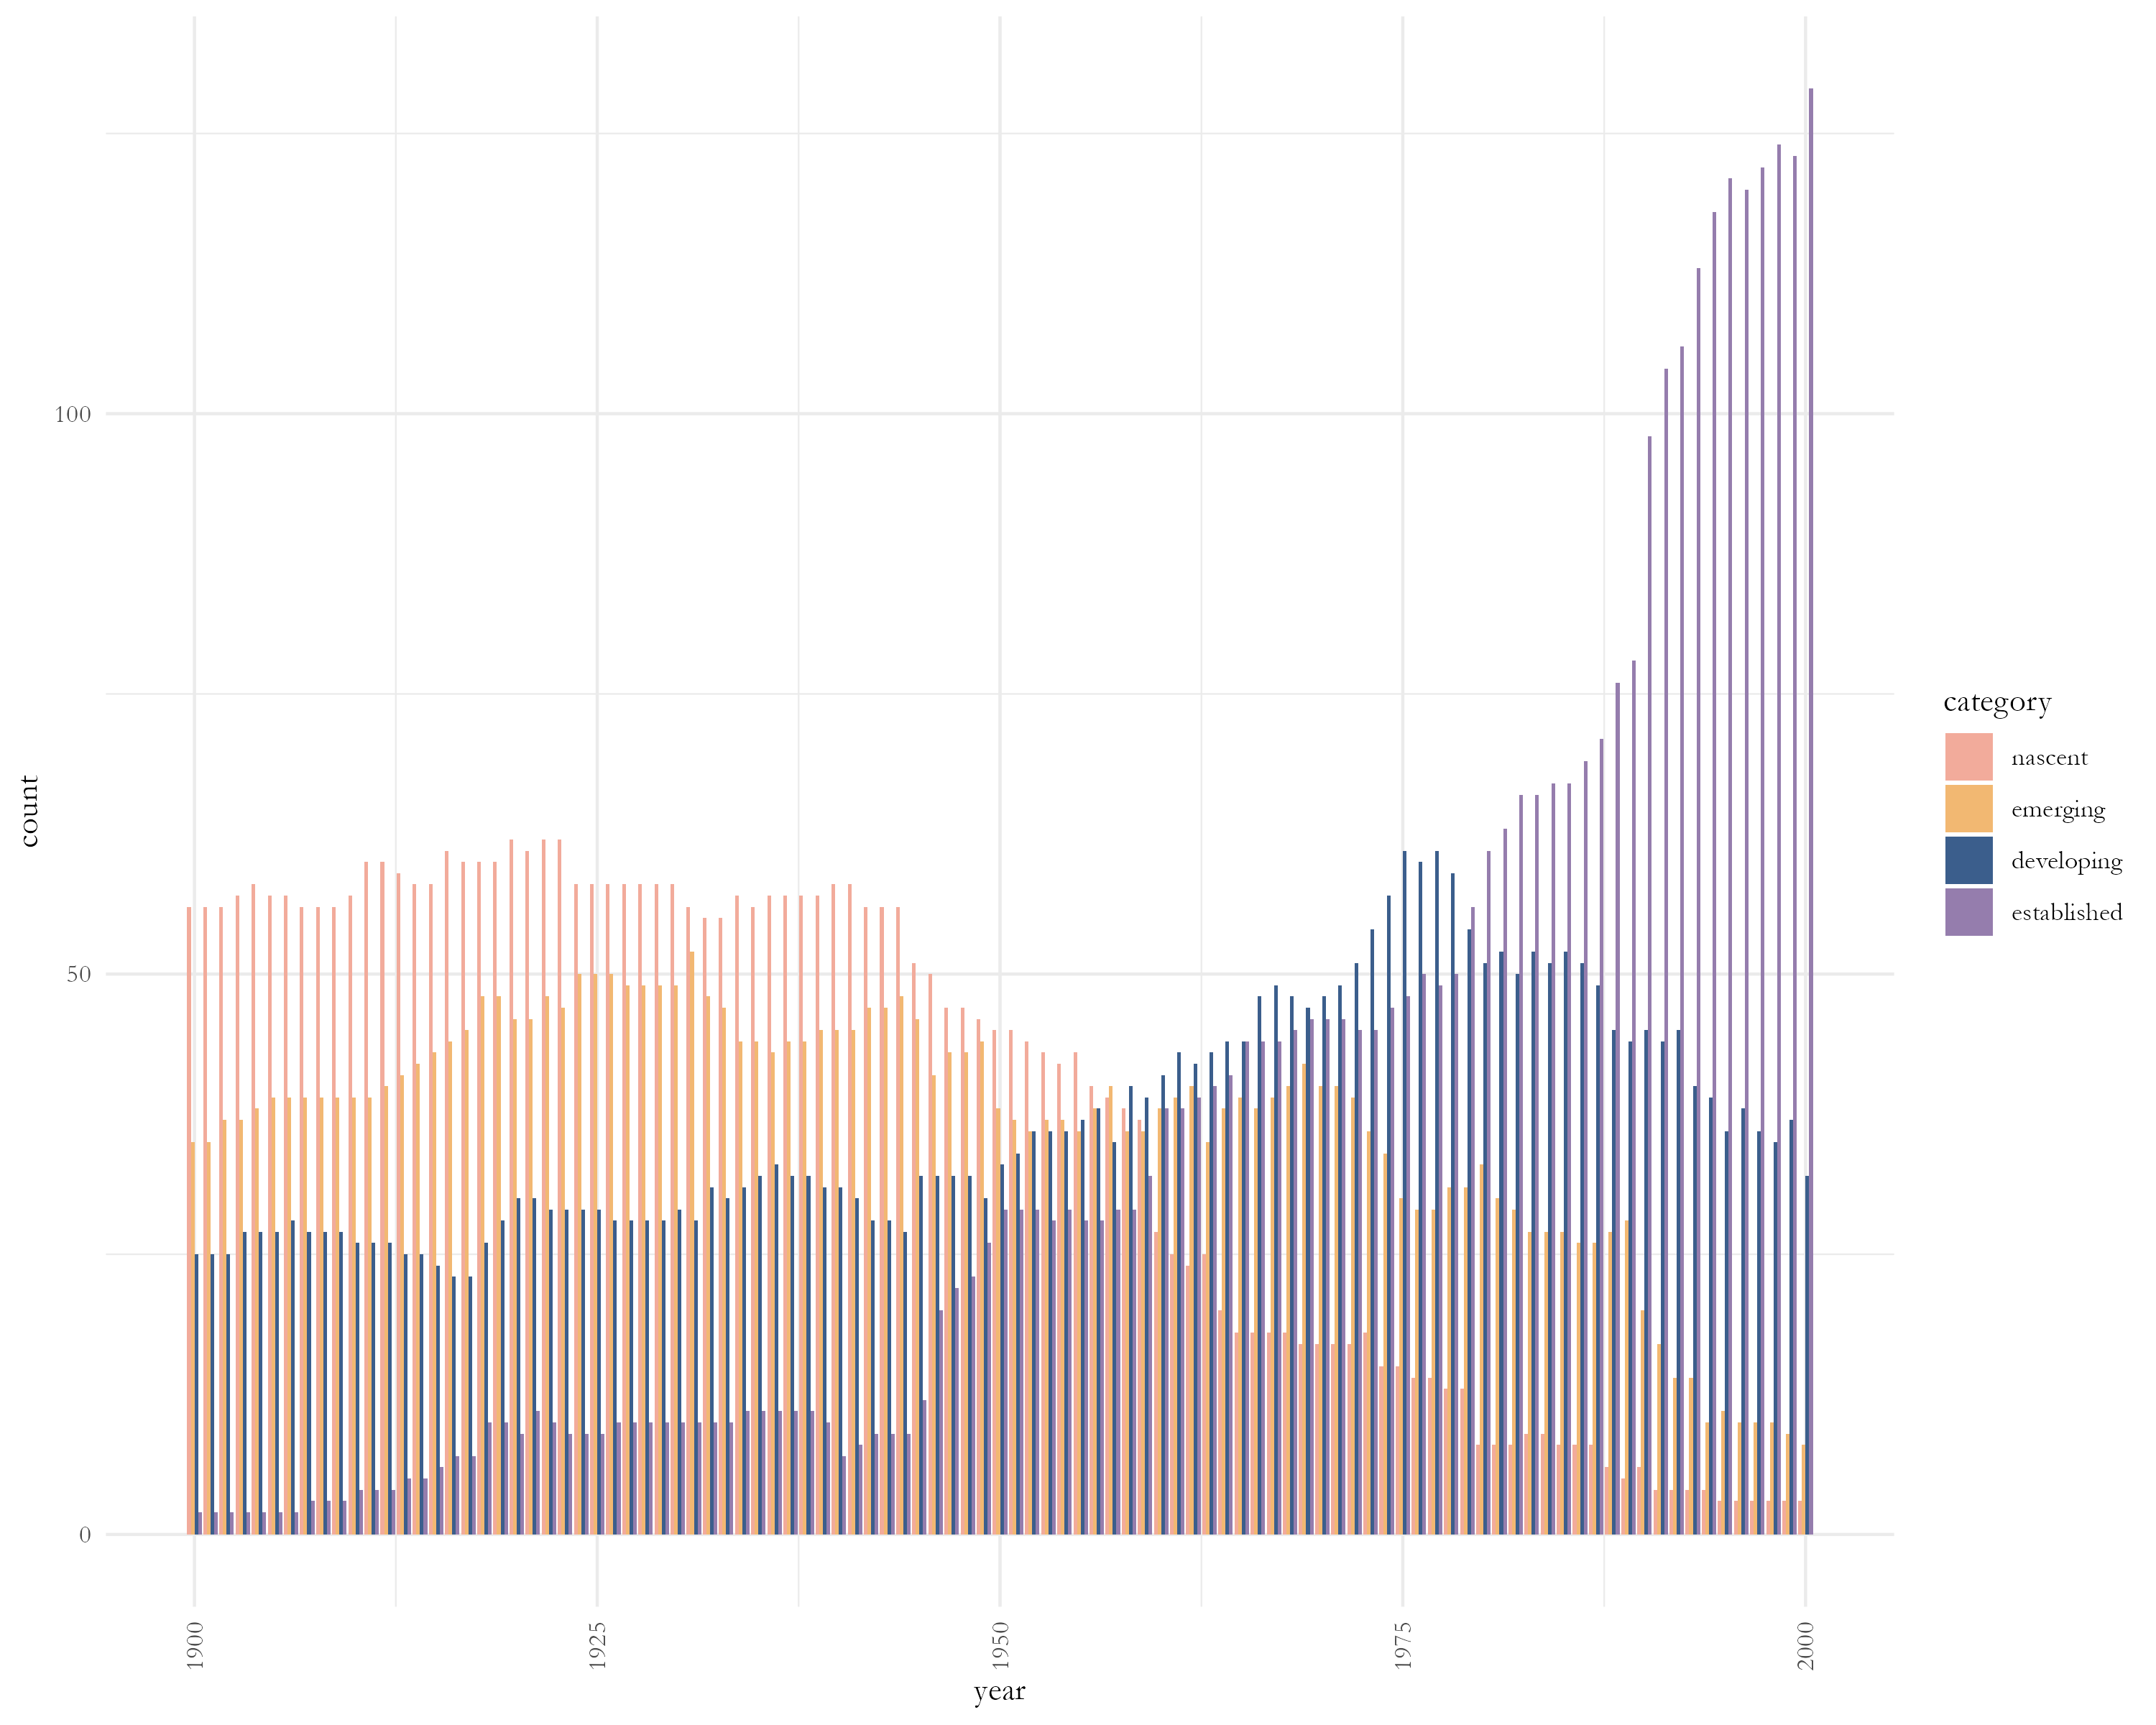 100
50
0
count
1900
1925
1950
1975
2000
year
category
nascent
emerging
developing
established